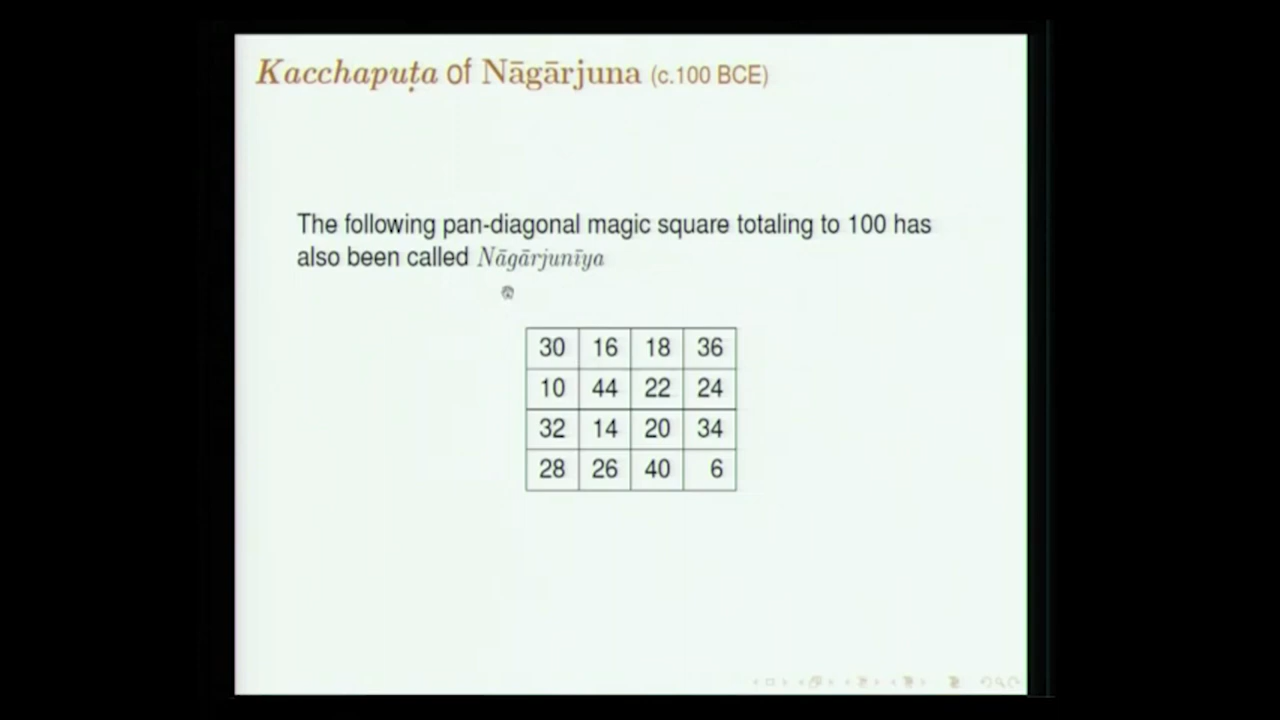 Kacchapuṭa of Nāgārjuna (c.100 BCE)
The following pan-diagonal magic square totaling to 100 has
also been called Nāgārjunīya
30 16 18 36
10 44 22 24
32 14 20 34
28 26 40 6